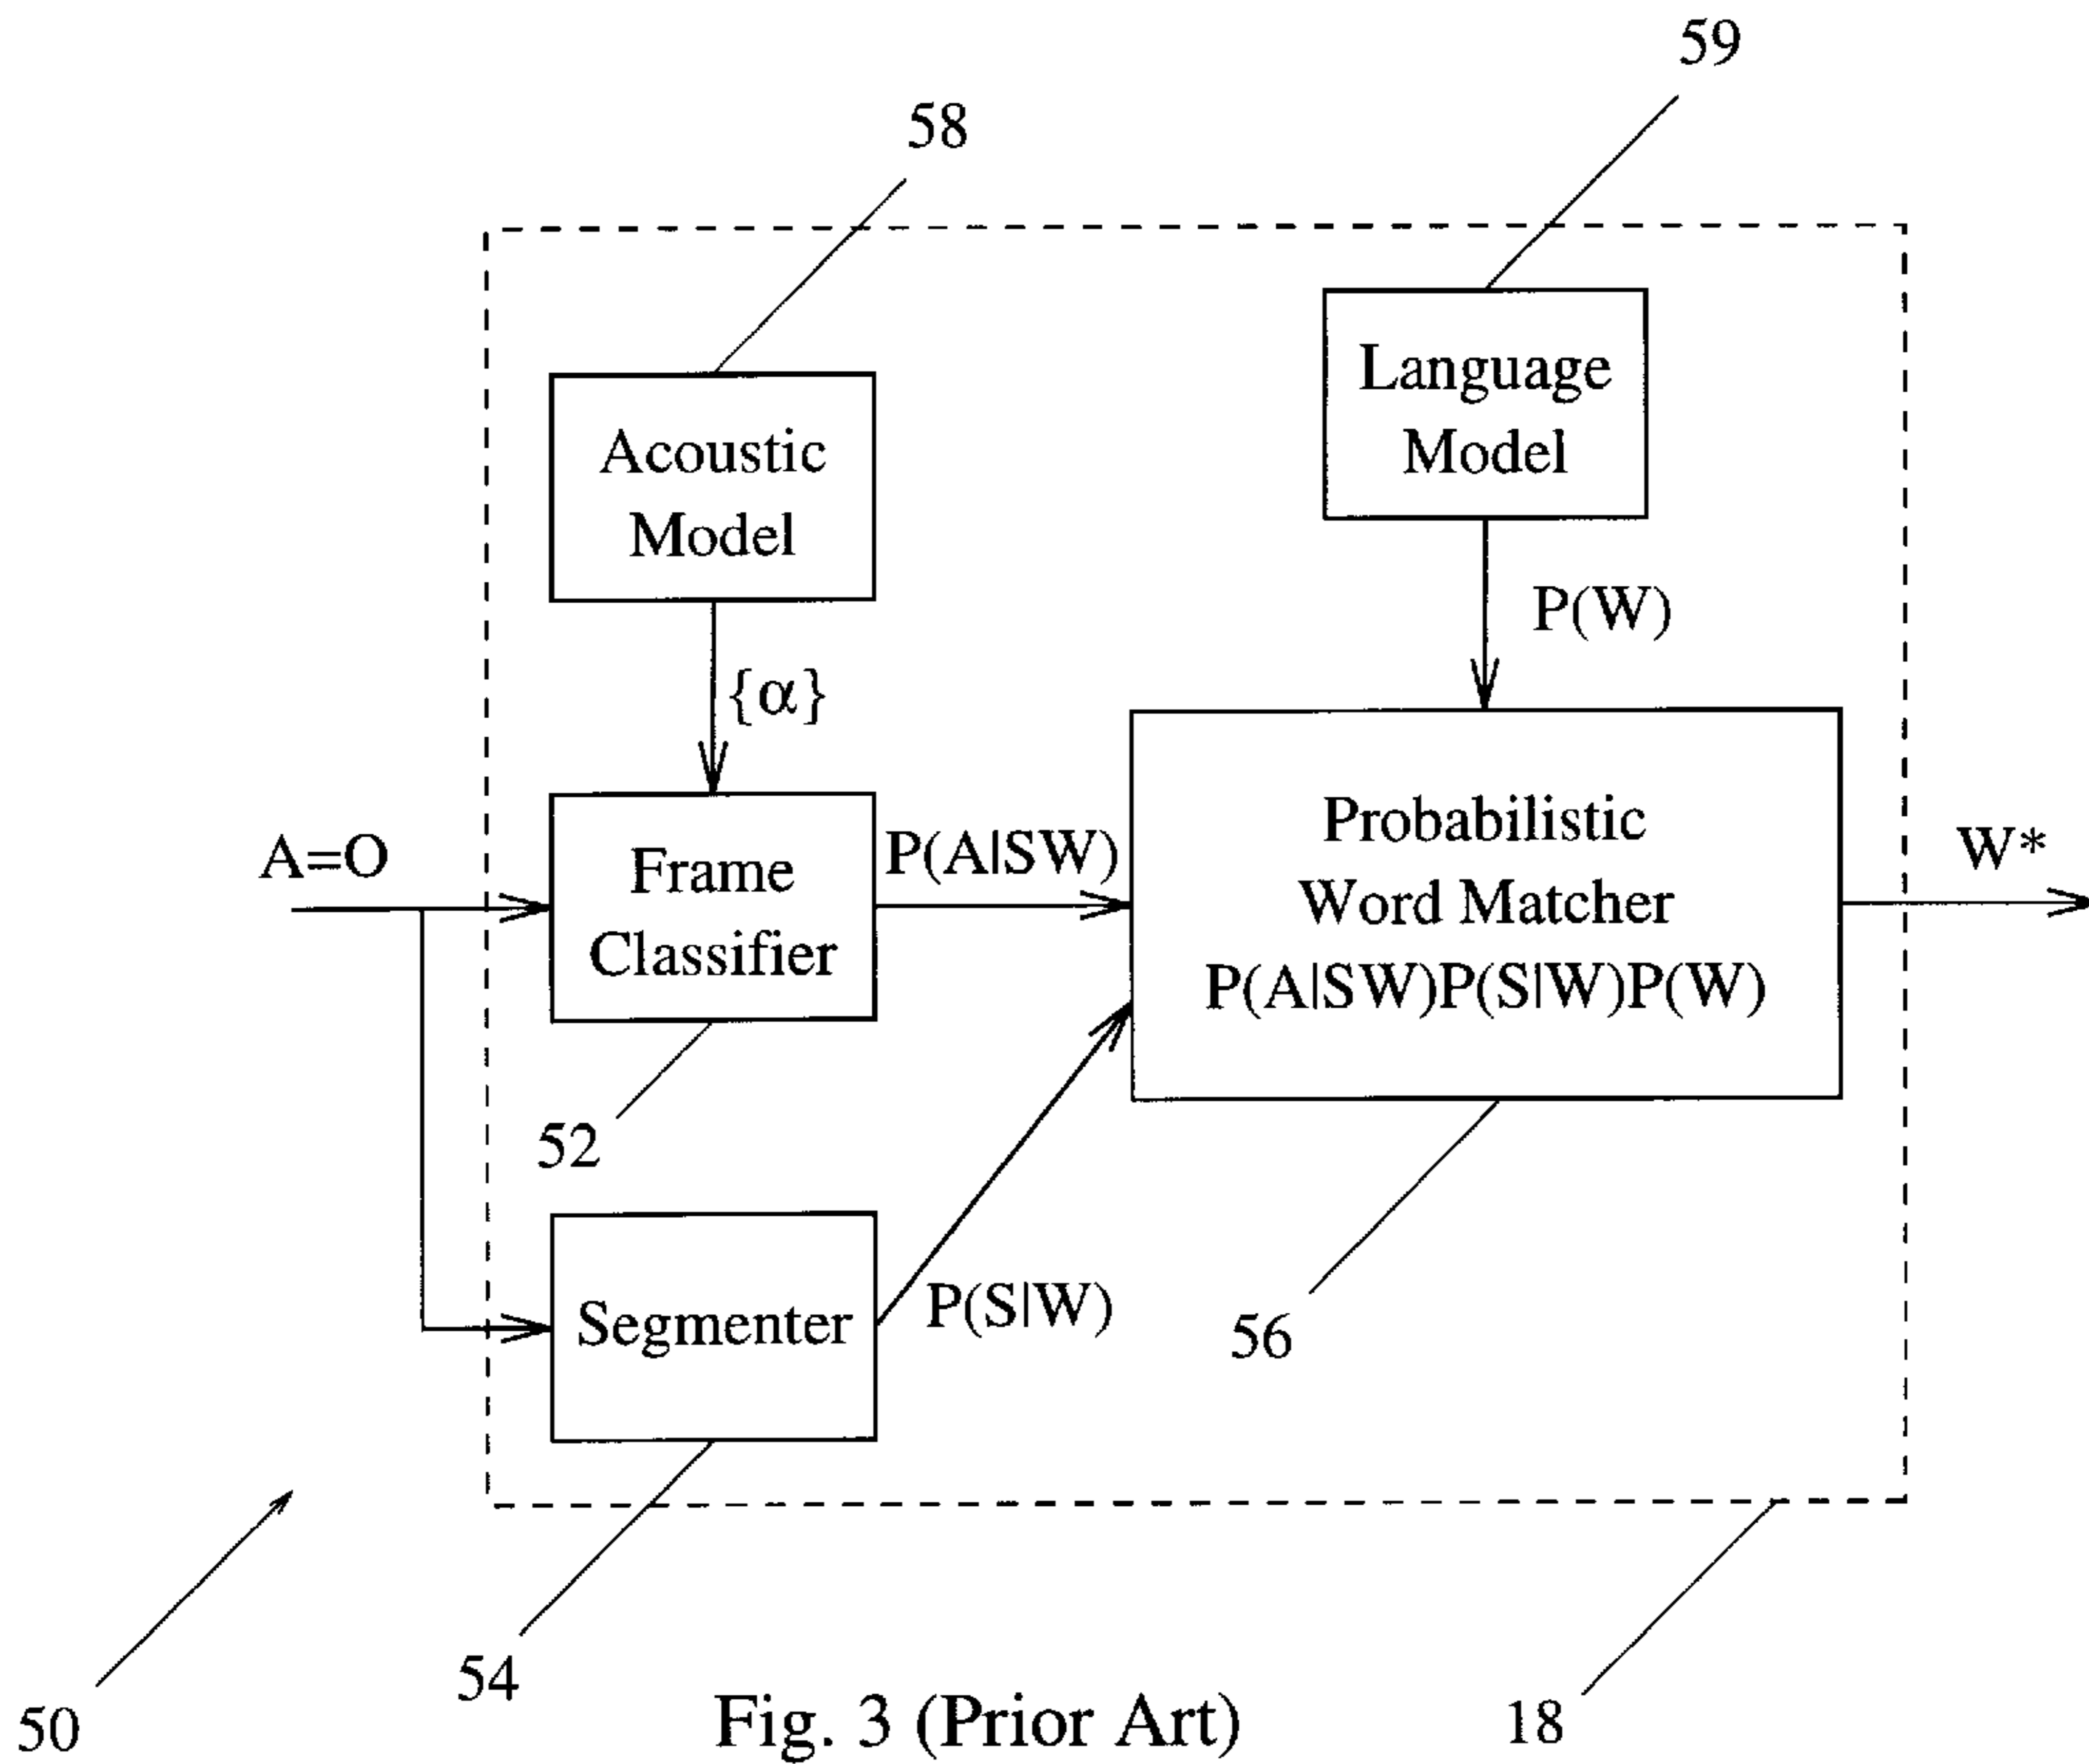 59
58
Language
Model
Acoustic
Model
P(W)
{α}
A=O
Frame
Classifier
P(A|SW)
Probabilistic
Word Matcher
P(A|SW)P(S|W)P(W)
W*
52
Segmenter
P(S|W)
56
54
50
18
Fig. 3 (Prior Art)